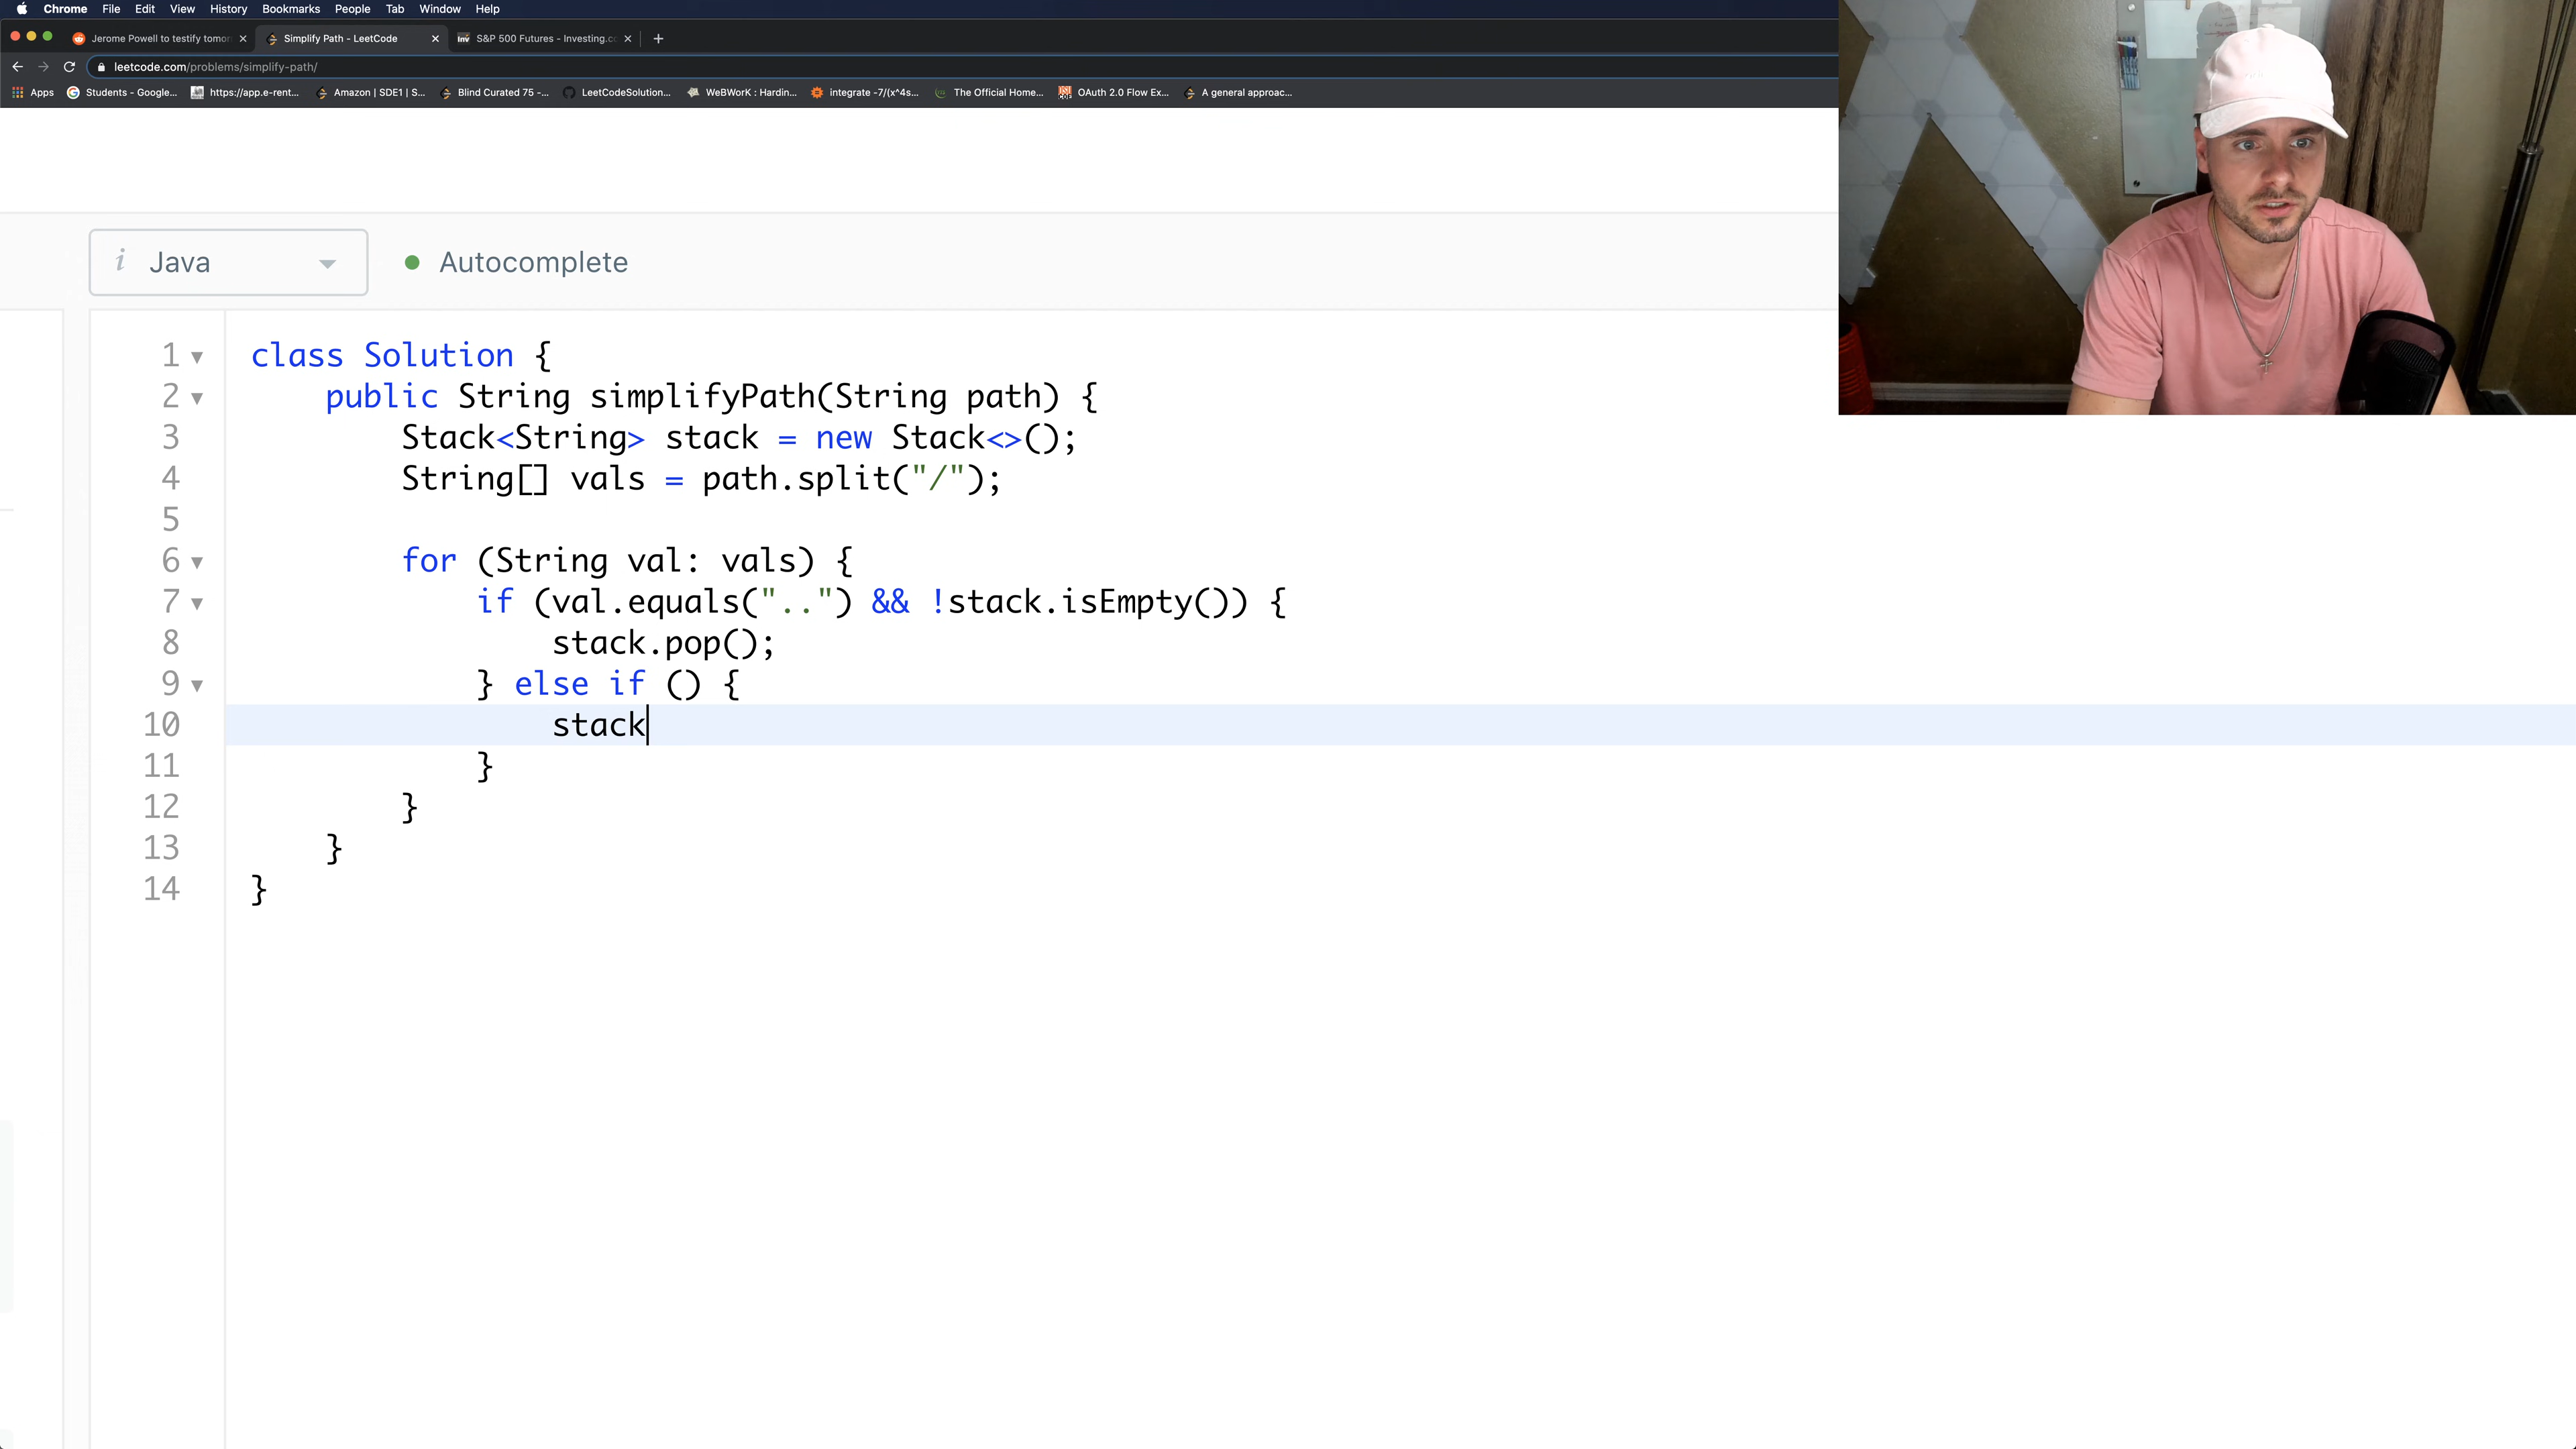 Chrome File Edit View History Bookmarks People Tab Window Help
Jerome Powell to testify tomor Simplify Path - LeetCode S&P 500 Futures - Investing.co
leetcode.com/problems/simplify-path/
Apps Students - Google... https://app.e-rent... Amazon | SDE1 | S... Blind Curated 75 -... LeetCodeSolution... WeBWorK : Hardin... integrate -7/(x^4s... The Official Home... OAuth 2.0 Flow Ex... A general approac...
i Java Autocomplete
1 class Solution {
2 public String simplifyPath(String path) {
3 Stack<String> stack = new Stack<>();
4 String[] vals = path.split("/");
5
6 for (String val: vals) {
7 if (val.equals("..") && !stack.isEmpty()) {
8 stack.pop();
9 } else if () {
10 stack
11 }
12 }
13 }
14 }